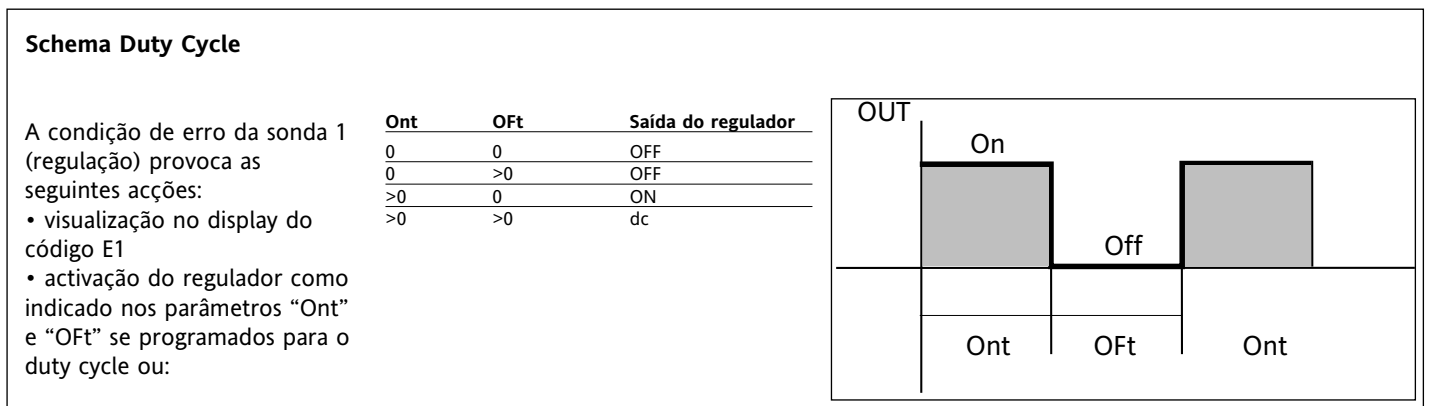 Schema Duty Cycle
A condição de erro da sonda 1
(regulação) provoca as
seguintes acções:
• visualização no display do
código E1
• activação do regulador como
indicado nos parâmetros “Ont”
e “OFt” se programados para o
duty cycle ou:
Ont OFt Saída do regulador
0 0 OFF
0 >0 OFF
>0 0 ON
>0 >0 dc
OUT
On
Off
Ont OFt Ont